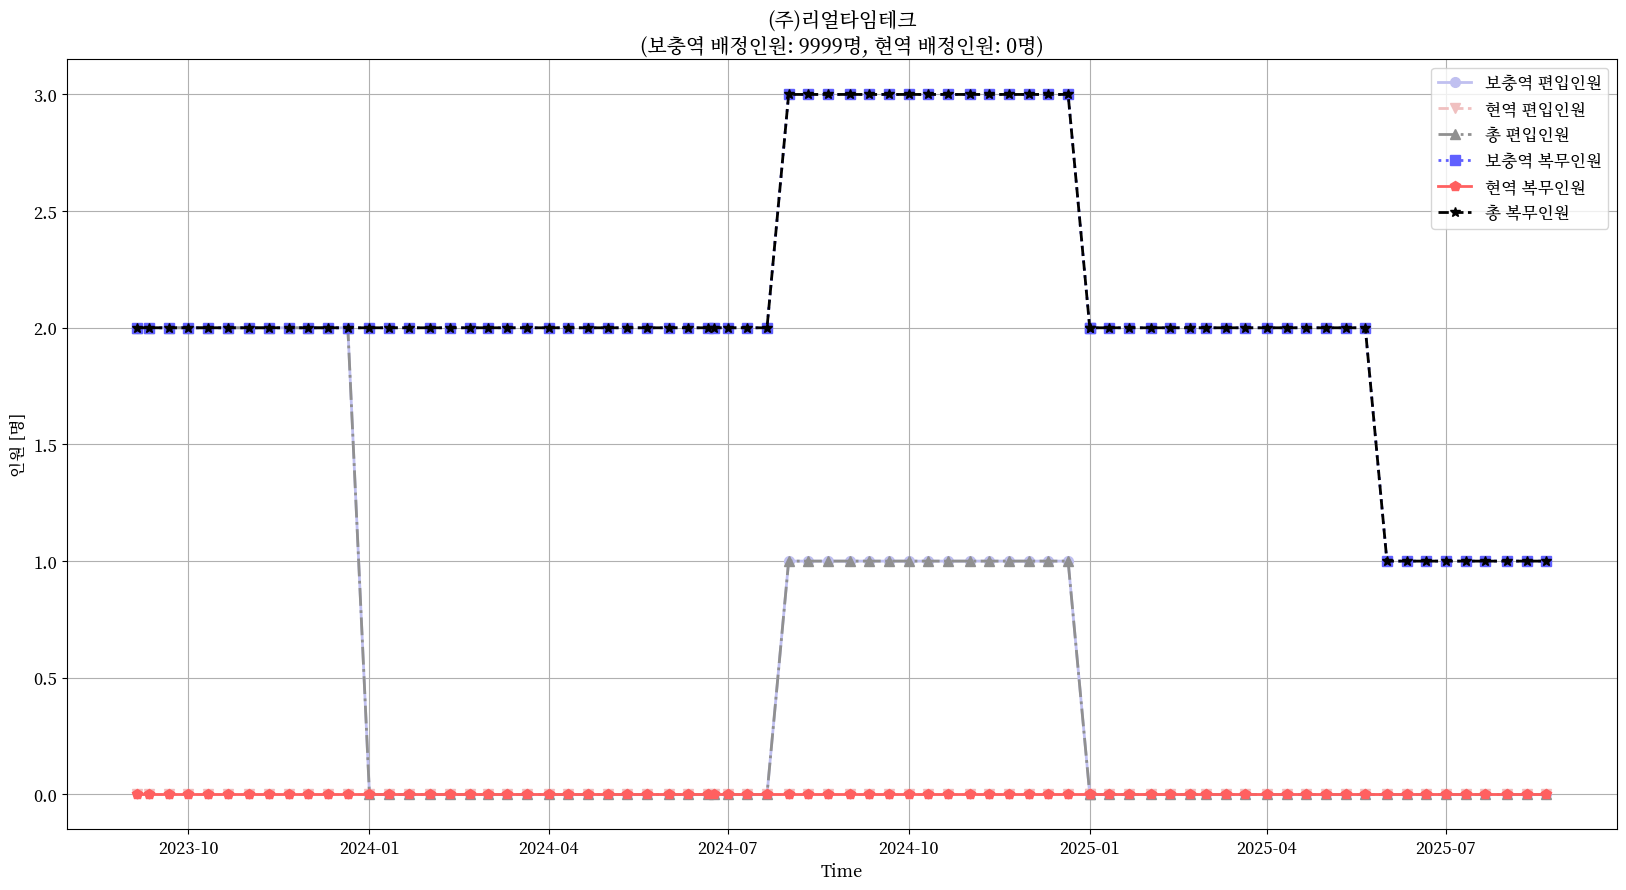 (주)리얼타임테크
(보충역 배정인원: 9999명, 현역 배정인원: 0명)
보충역 편입인원
현역 편입인원
총 편입인원
보충역 복무인원
현역 복무인원
총 복무인원
인원 [명]
3.0
2.5
2.0
1.5
1.0
0.5
0.0
2023-10
2024-01
2024-04
2024-07
2024-10
2025-01
2025-04
2025-07
Time